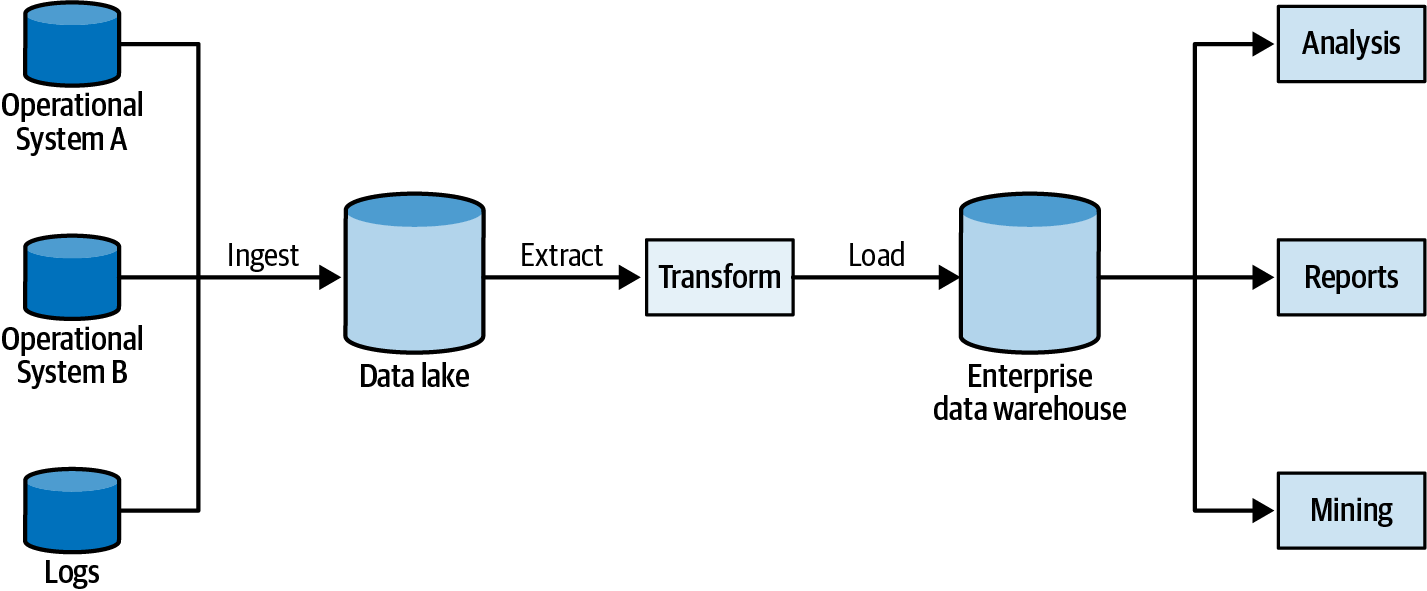 Operational
System A
Operational
System B
Logs
Ingest
Data lake
Extract
Transform
Load
Enterprise
data warehouse
Analysis
Reports
Mining